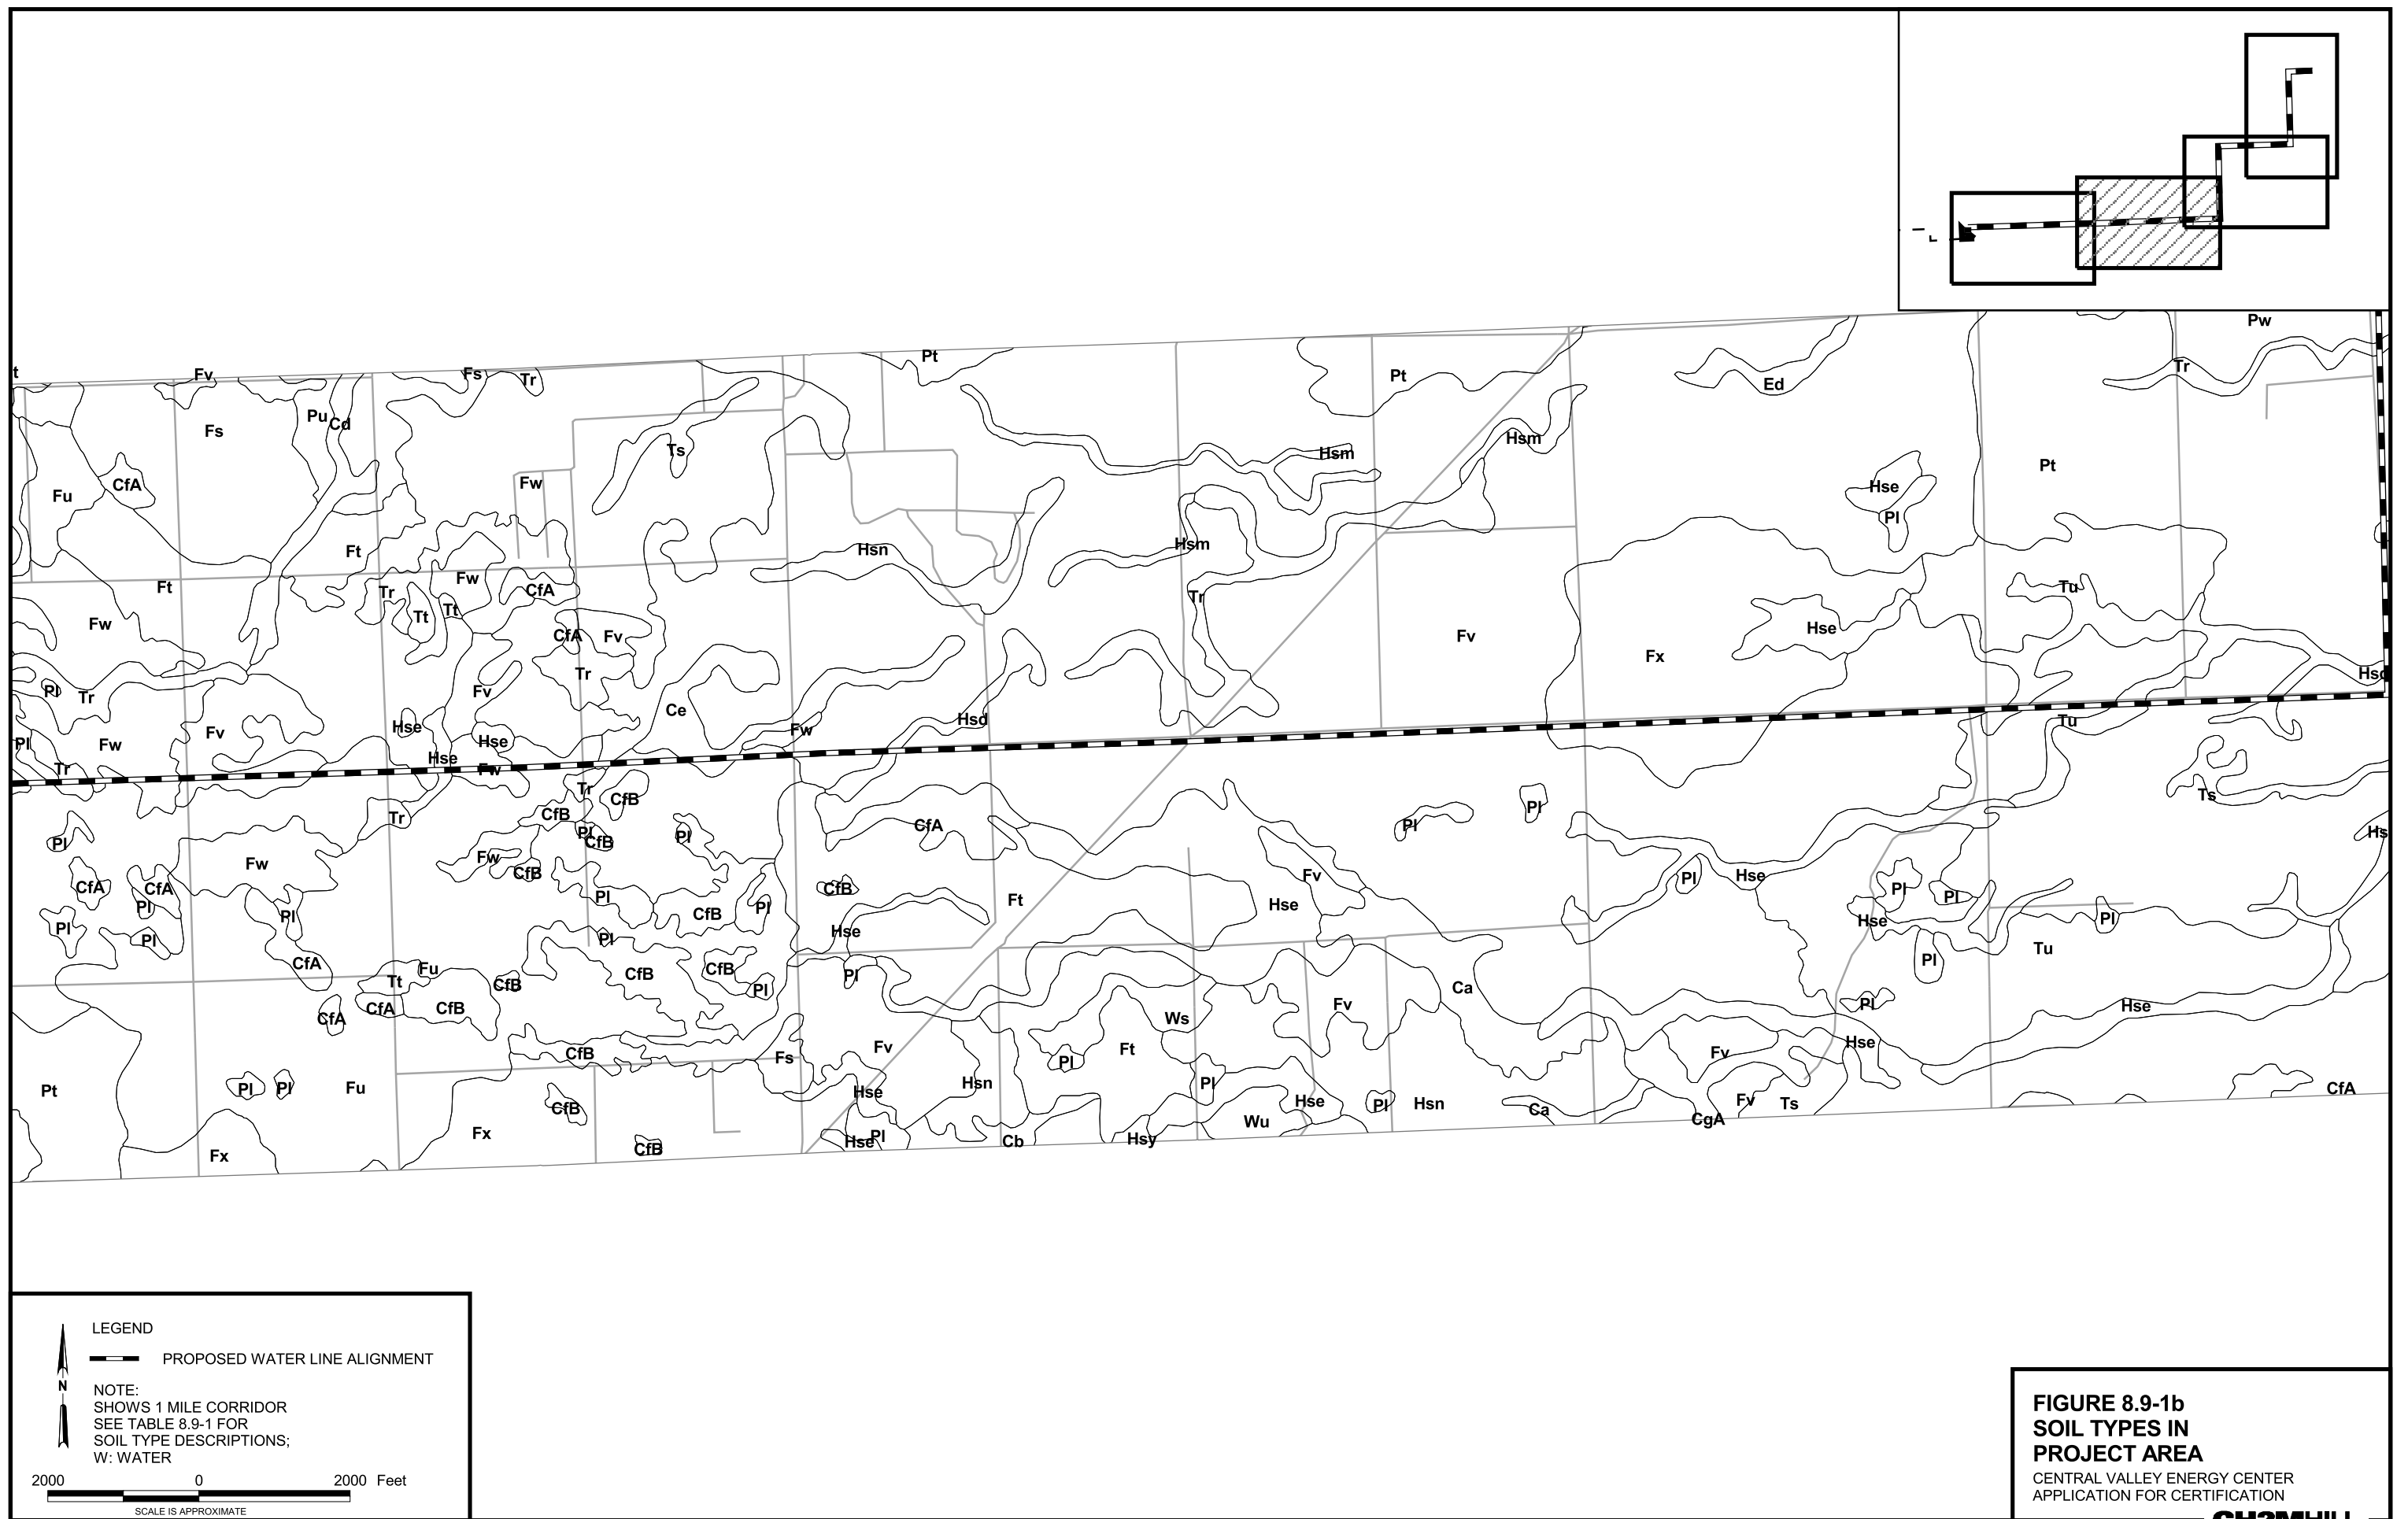 Pw
Pt
Tr
t
Fv
Fs
Tr
Pt
Ed
Pu
Cd
Fs
Hsm
Ts
Hsm
Pt
CfA
Fw
Hse
Fu
Pl
Hsm
Hsn
Ft
Fw
Ft
Tr
CfA
Tu
Tt
Tt
Tr
Fw
Hse
CfA
Fv
Fv
Fx
Tr
Hsd
Pl
Tr
Fv
Ce
Hsd
Tu
Hse
Fw
Fv
Pl
Fw
Hse
Hse
Tr
Fw
Tr
CfB
Ts
Pl
CfB
Tr
CfA
Pl
Hs
Pl
Pl
CfB
Pl
Fw
Fw
CfB
Fv
Pl
Hse
CfA
CfA
CfB
Pl
Pl
Pl
Pl
Ft
Hse
Pl
CfB
Pl
Pl
Hse
Pl
Pl
Pl
Hse
Pl
Tu
CfA
Fu
CfB
CfB
Pl
Pl
Tt
CfB
Pl
Ca
CfA
CfB
Fv
Pl
Hse
CfA
Ws
Fv
Ft
Hse
CfB
Fs
Pl
Fv
Pt
Pl
Pl
Fu
Hse
Hsn
Pl
CfA
CfB
Hse
Pl
Hsn
Ca
Fv
Ts
Fx
Wu
CgA
Fx
CfB
Hse
Pl
Cb
Hsy
LEGEND
PROPOSED WATER LINE ALIGNMENT
N
NOTE:
SHOWS 1 MILE CORRIDOR
SEE TABLE 8.9-1 FOR
SOIL TYPE DESCRIPTIONS;
W: WATER
2000 0 2000 Feet
SCALE IS APPROXIMATE
FIGURE 8.9-1b
SOIL TYPES IN
PROJECT AREA
CENTRAL VALLEY ENERGY CENTER
APPLICATION FOR CERTIFICATION
CH2MHILL